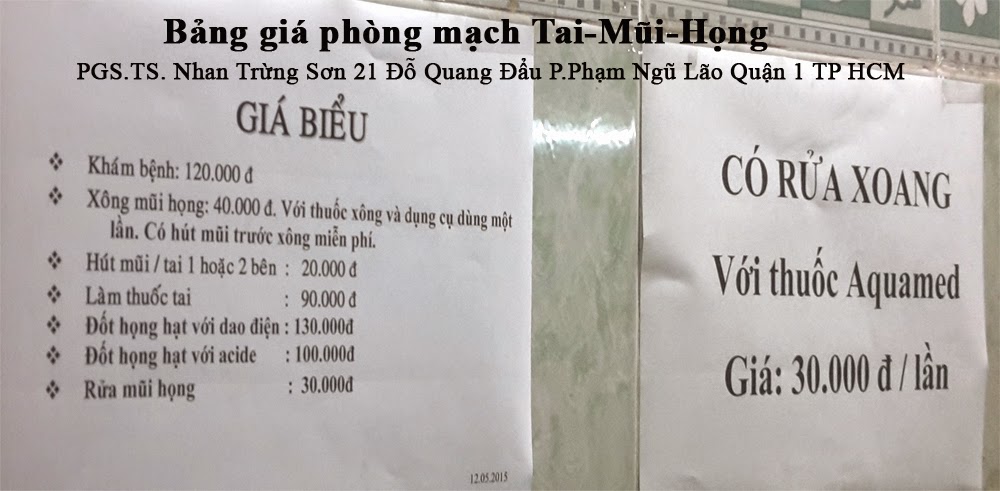 Bảng giá phòng mạch Tai-Mũi-Họng
PGS.TS. Nhan Trừng Sơn 21 Đỗ Quang Đẩu P.Phạm Ngũ Lão Quận 1 TP HCM
GIÁ BIỂU
❖ Khám bệnh: 120.000 đ
❖ Xông mũi họng: 40.000 đ. Với thuốc xông và dụng cụ dùng một
lần. Có hút mũi trước xông miễn phí.
❖ Hút mũi / tai 1 hoặc 2 bên : 20.000 đ
❖ Làm thuốc tai : 90.000 đ
❖ Đốt họng hạt với dao điện : 130.000đ
❖ Đốt họng hạt với acide : 100.000đ
❖ Rửa mũi họng : 30.000đ
12.05.2015
CÓ RỬA XOANG
Với thuốc Aquamed
Giá: 30.000 đ / lần